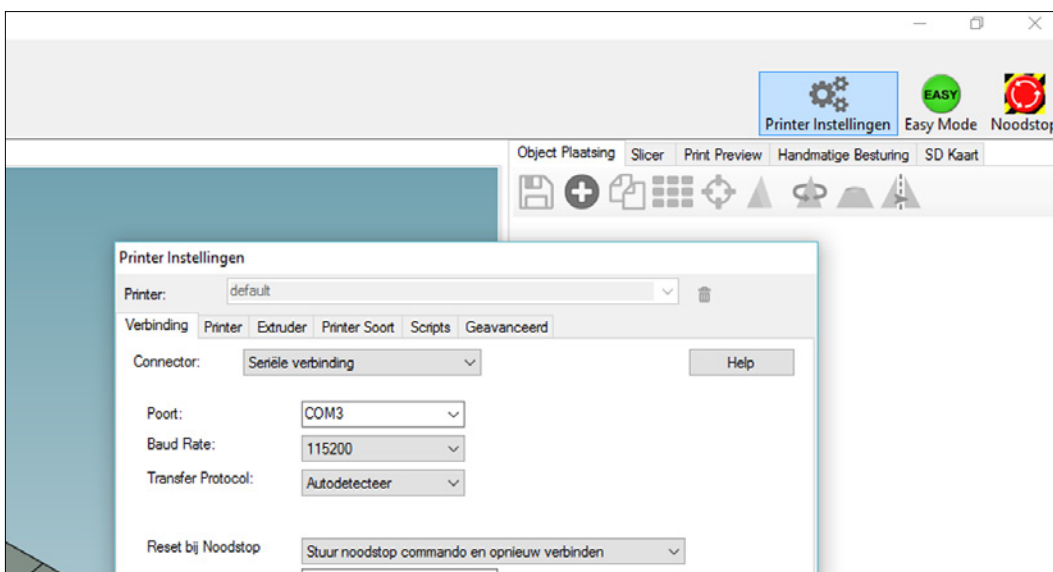 EASY
Printer Instellingen Easy Mode Noodstop
Object Plaatsing Slicer Print Preview Handmatige Besturing SD Kaart
Printer Instellingen
Printer: default
Verbinding Printer Extruder Printer Soort Scripts Geavanceerd
Connector: Seriële verbinding Help
Poort: COM3
Baud Rate: 115200
Transfer Protocol: Autodetecteer
Reset bij Noodstop Stuur noodstop commando en opnieuw verbinden